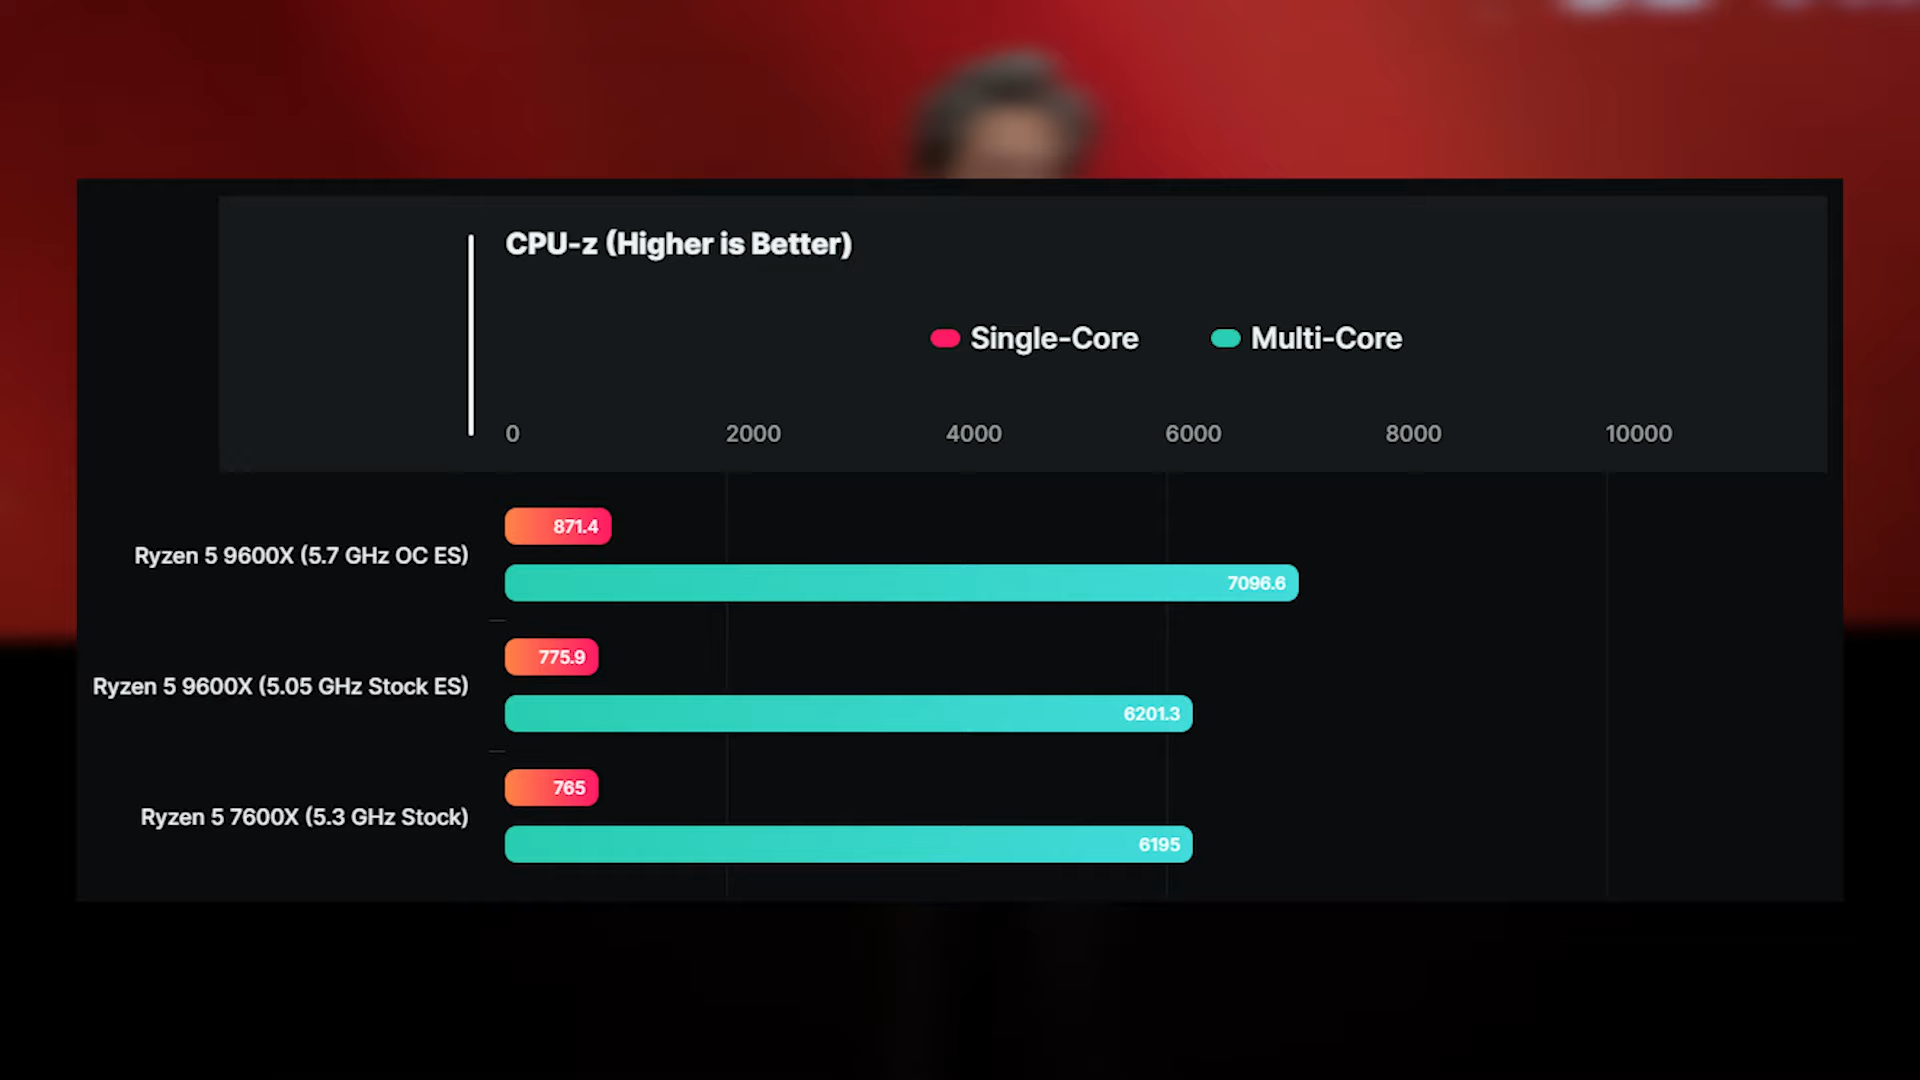 CPU-z (Higher is Better)
Single-Core Multi-Core
0 2000 4000 6000 8000 10000
871.4
Ryzen 5 9600X (5.7 GHz OC ES)
7096.6
775.9
Ryzen 5 9600X (5.05 GHz Stock ES)
6201.3
765
Ryzen 5 7600X (5.3 GHz Stock)
6195